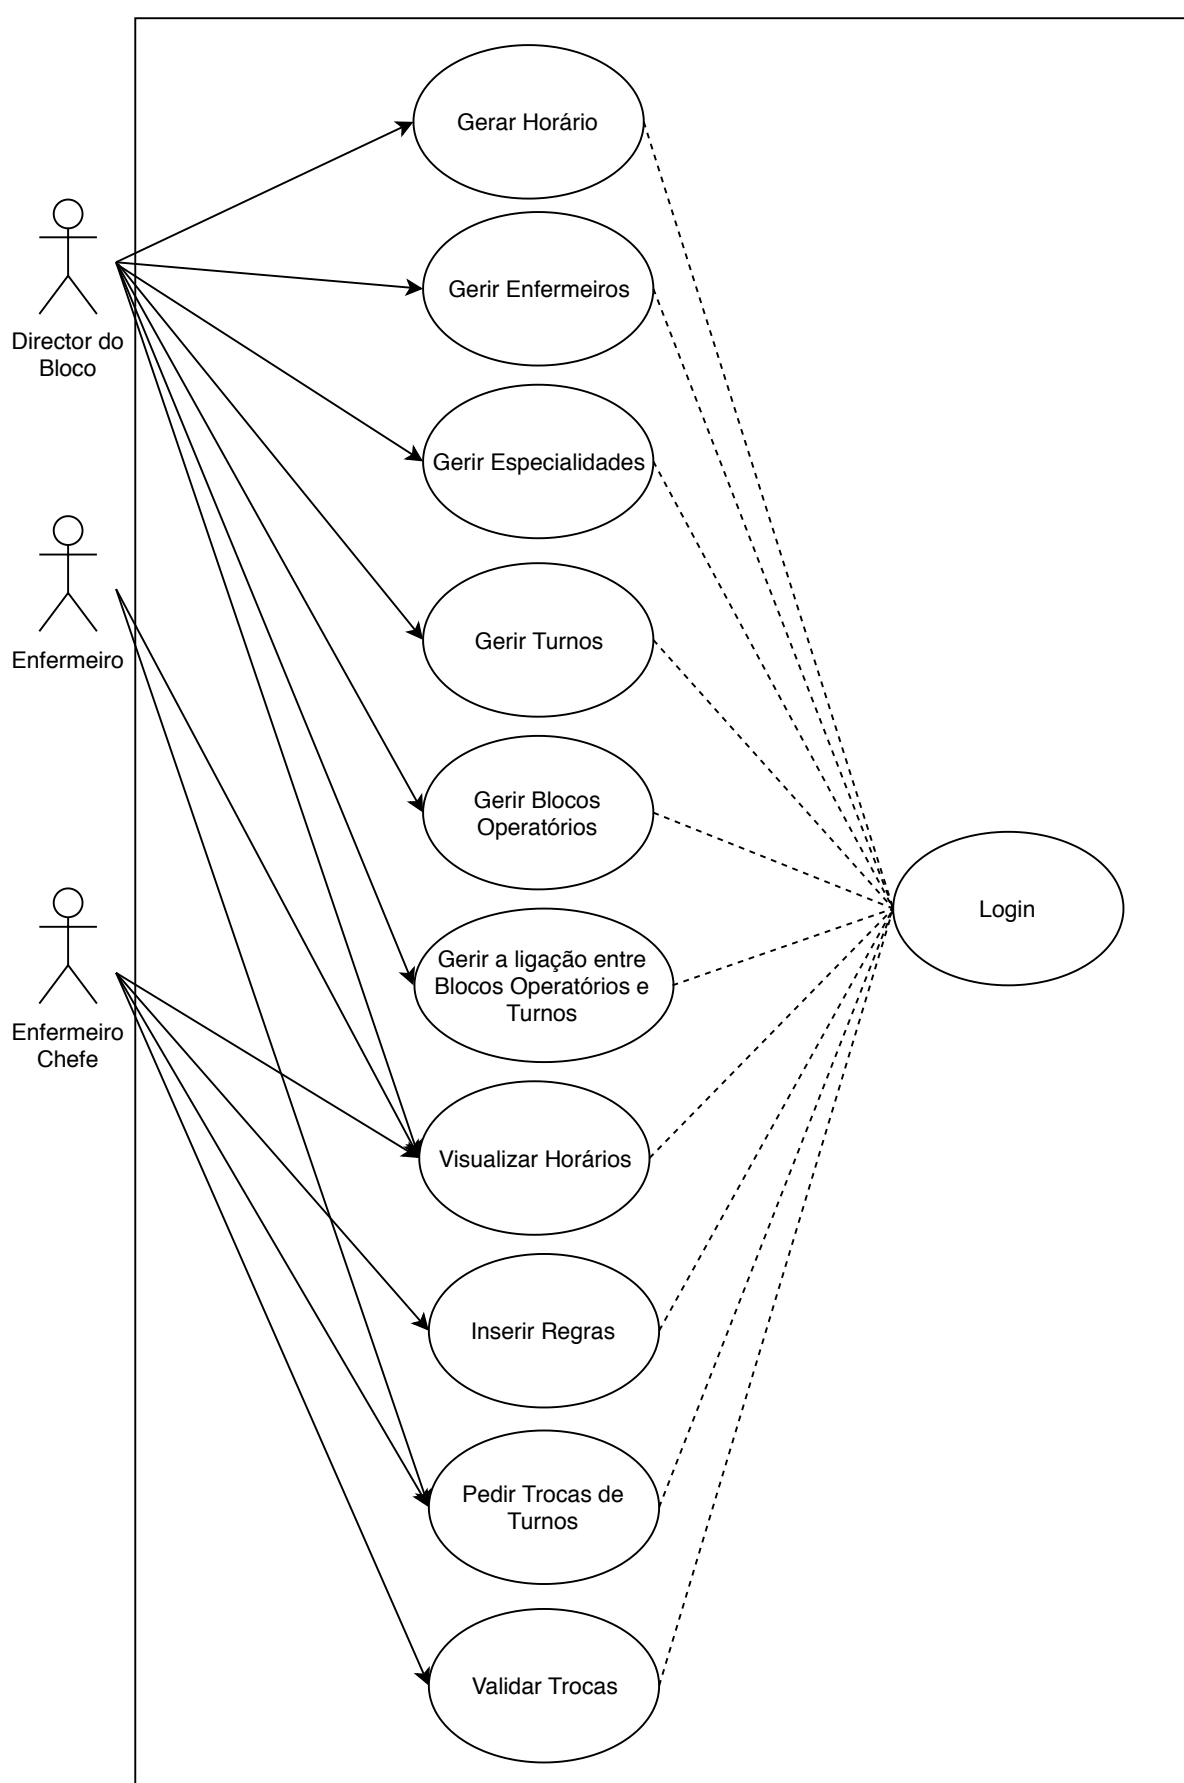 Gerar Horário
Gerir Enfermeiros
Director do
Bloco
Gerir Especialidades
Gerir Turnos
Enfermeiro
Gerir Blocos
Operatórios
Login
Gerir a ligação entre
Blocos Operatórios e
Turnos
Enfermeiro
Chefe
Visualizar Horários
Inserir Regras
Pedir Trocas de
Turnos
Validar Trocas